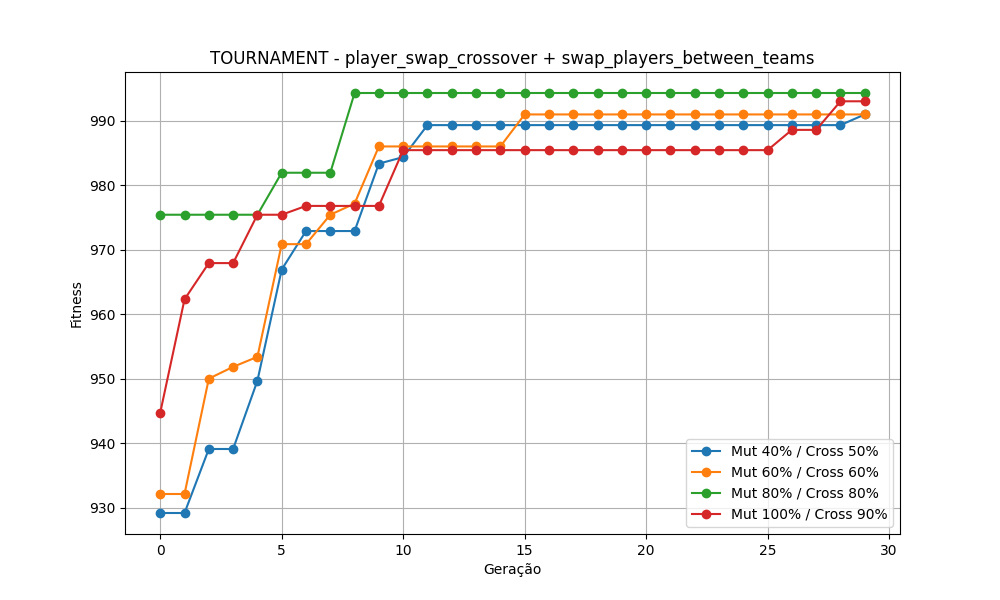 TOURNAMENT - player_swap_crossover + swap_players_between_teams
Fitness
990
980
970
960
950
940
930
0 5 10 15 20 25 30
Geração
Mut 40% / Cross 50%
Mut 60% / Cross 60%
Mut 80% / Cross 80%
Mut 100% / Cross 90%